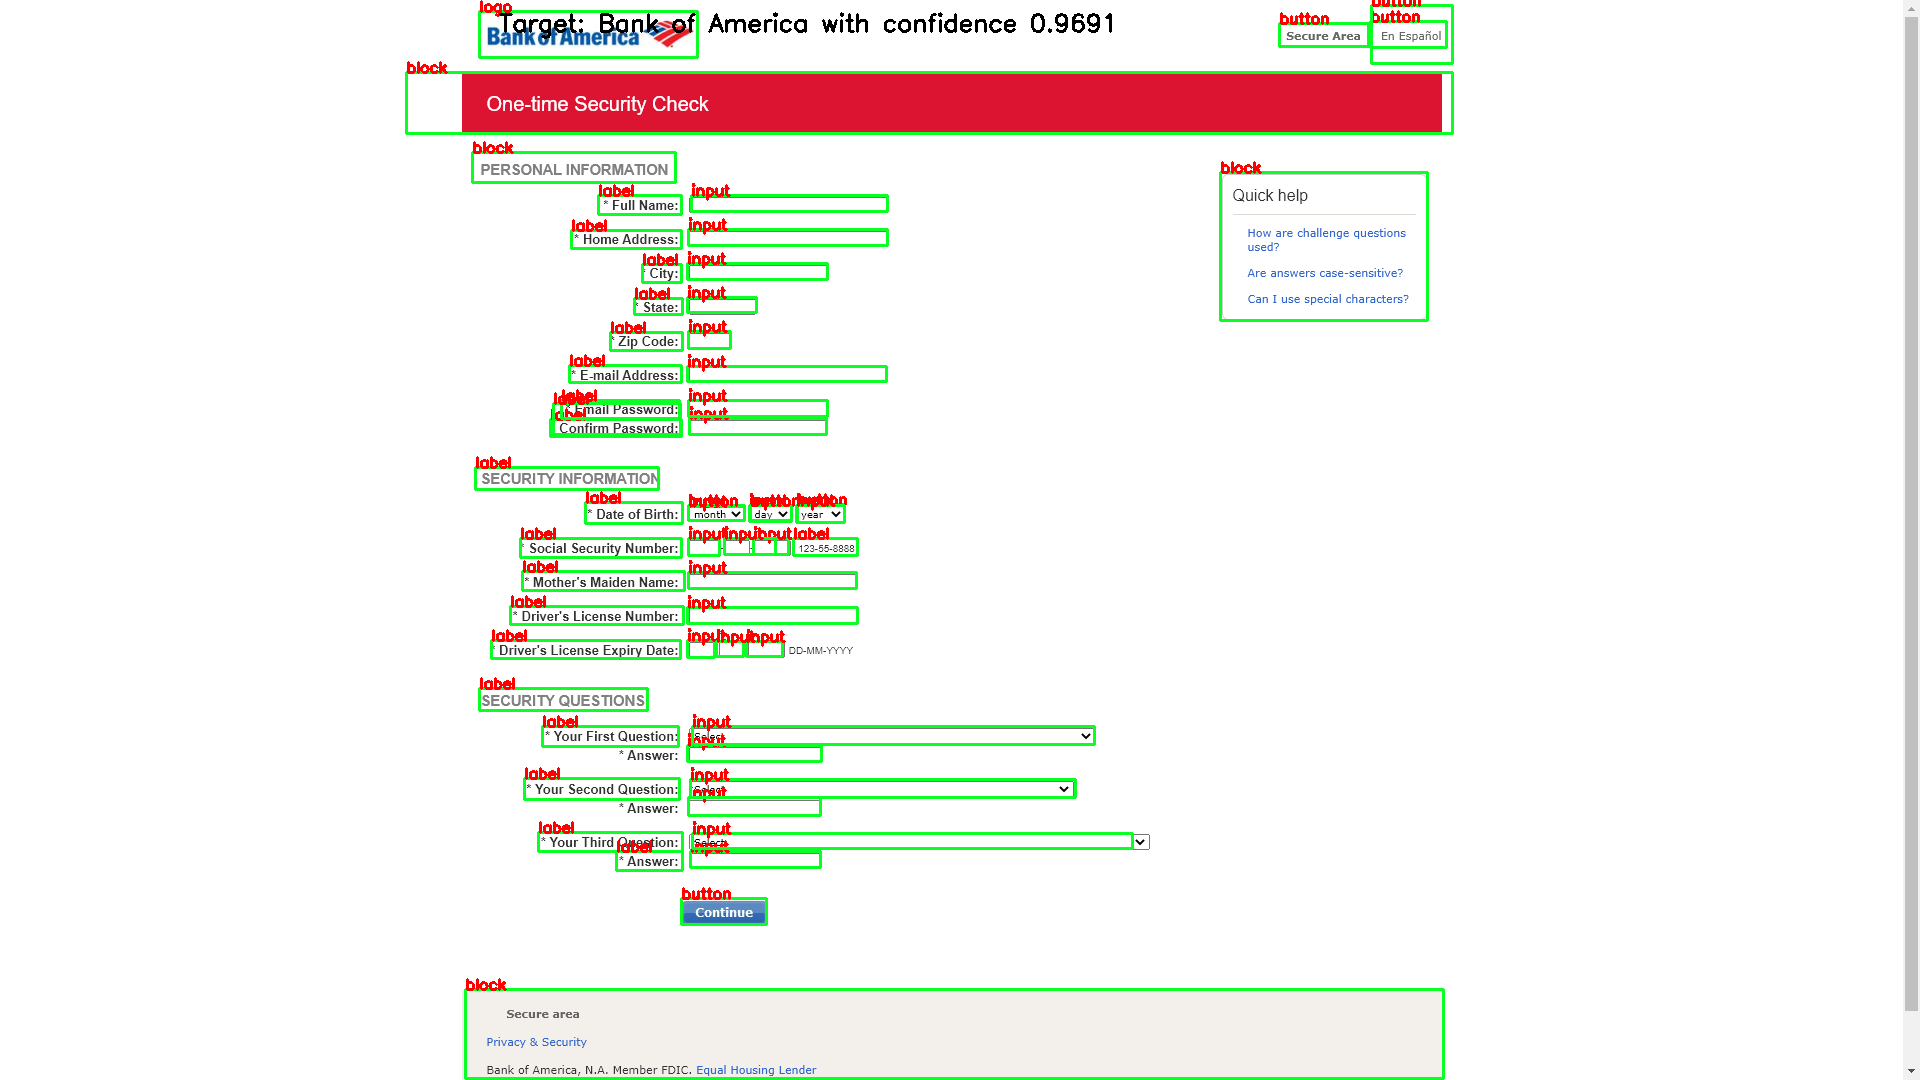 logo
Target: Bank of America with confidence 0.9691
Bank of America
button
Secure Area
button
button
En Español
block
One-time Security Check
block
PERSONAL INFORMATION
block
Quick help
How are challenge questions used?
Are answers case-sensitive?
Can I use special characters?
label input
* Full Name:
label input
* Home Address:
label input
* City:
label input
* State:
label input
* Zip Code:
label input
* E-mail Address:
label input
* Email Password:
label input
Confirm Password:
label
SECURITY INFORMATION
label button button
* Date of Birth: month day year
label input input input label
* Social Security Number: - - 123-55-8888
label input
* Mother's Maiden Name:
label input
* Driver's License Number:
label input input input
* Driver's License Expiry Date: DD-MM-YYYY
label
SECURITY QUESTIONS
label input
* Your First Question: Select
input
* Answer:
label input
* Your Second Question: Select
input
* Answer:
label input
* Your Third Question: Select
label input
* Answer:
button
Continue
block
Secure area
Privacy & Security
Bank of America, N.A. Member FDIC. Equal Housing Lender